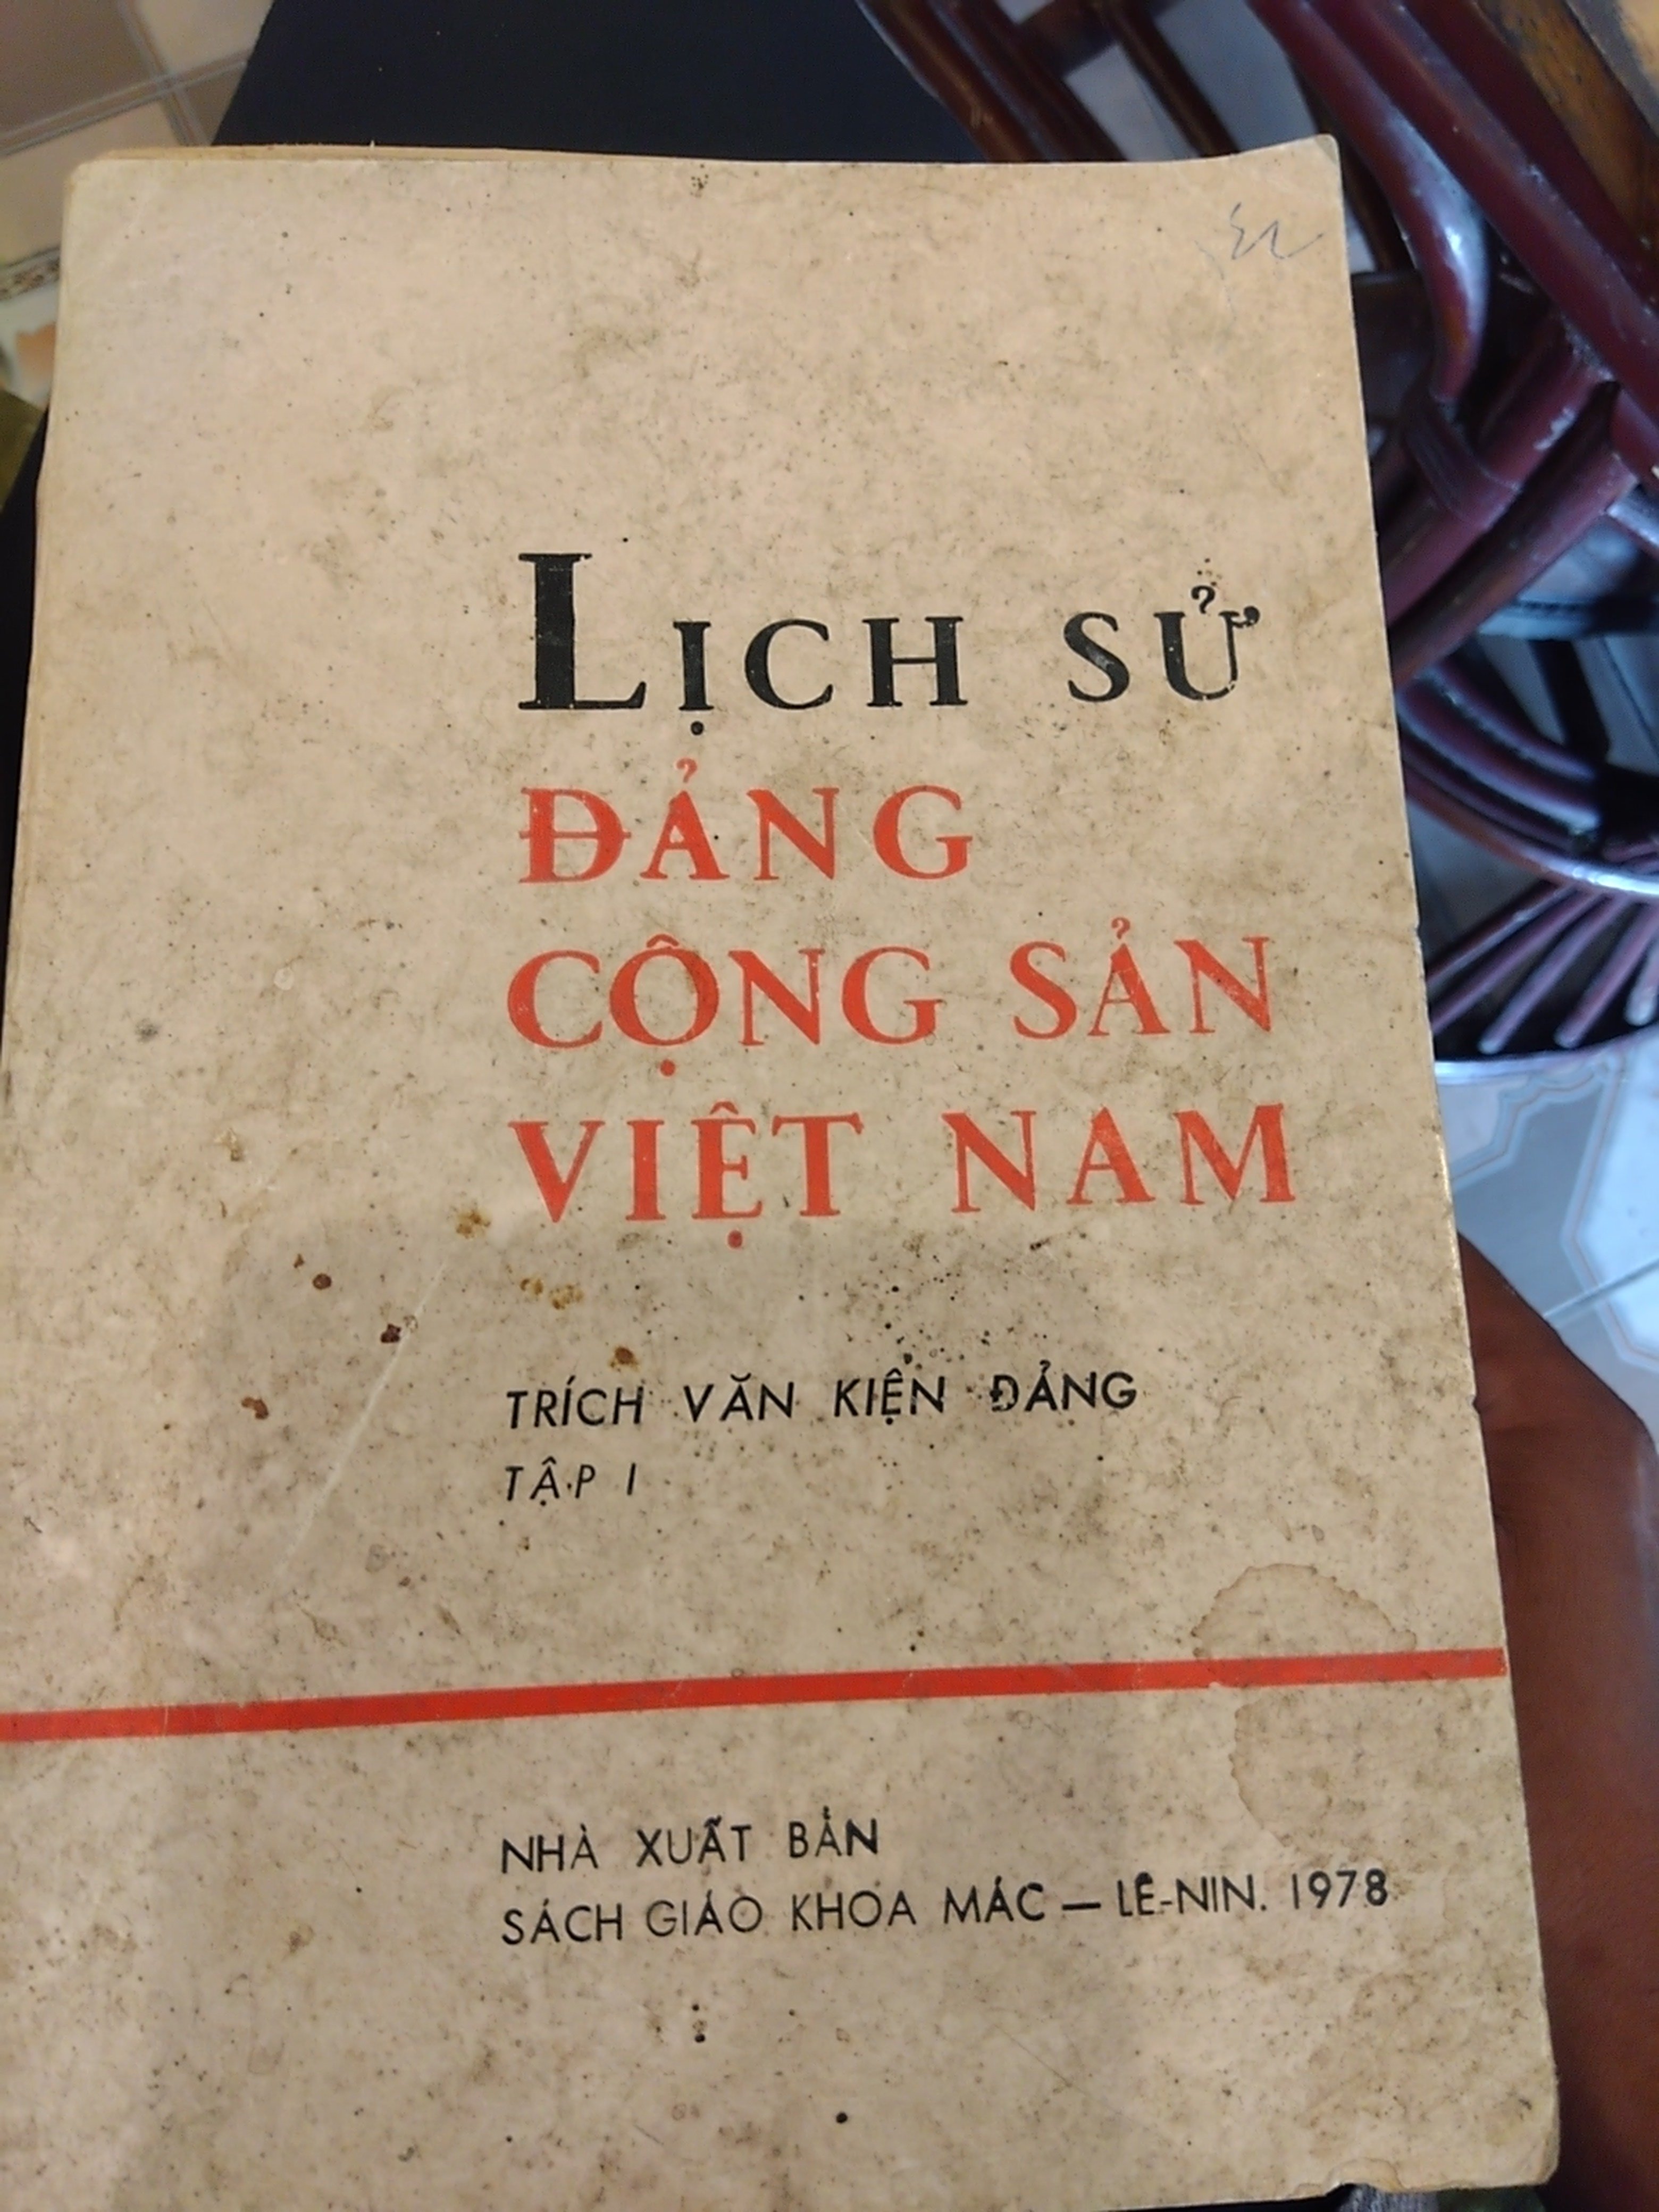 LỊCH SỬ
ĐẢNG
CỘNG SẢN
VIỆT NAM
TRÍCH VĂN KIỆN ĐẢNG
TẬP I
NHÀ XUẤT BẢN
SÁCH GIÁO KHOA MÁC — LÊ-NIN. 1978